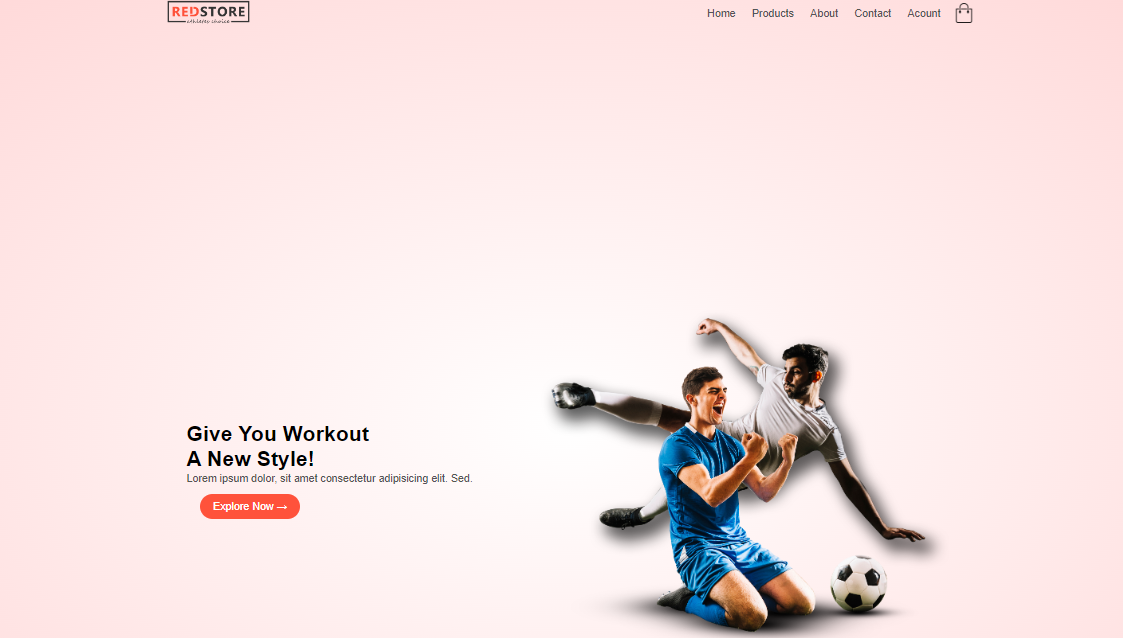 REDSTORE
athletes choice
Home Products About Contact Acount
Give You Workout
A New Style!
Lorem ipsum dolor, sit amet consectetur adipisicing elit. Sed.
Explore Now →